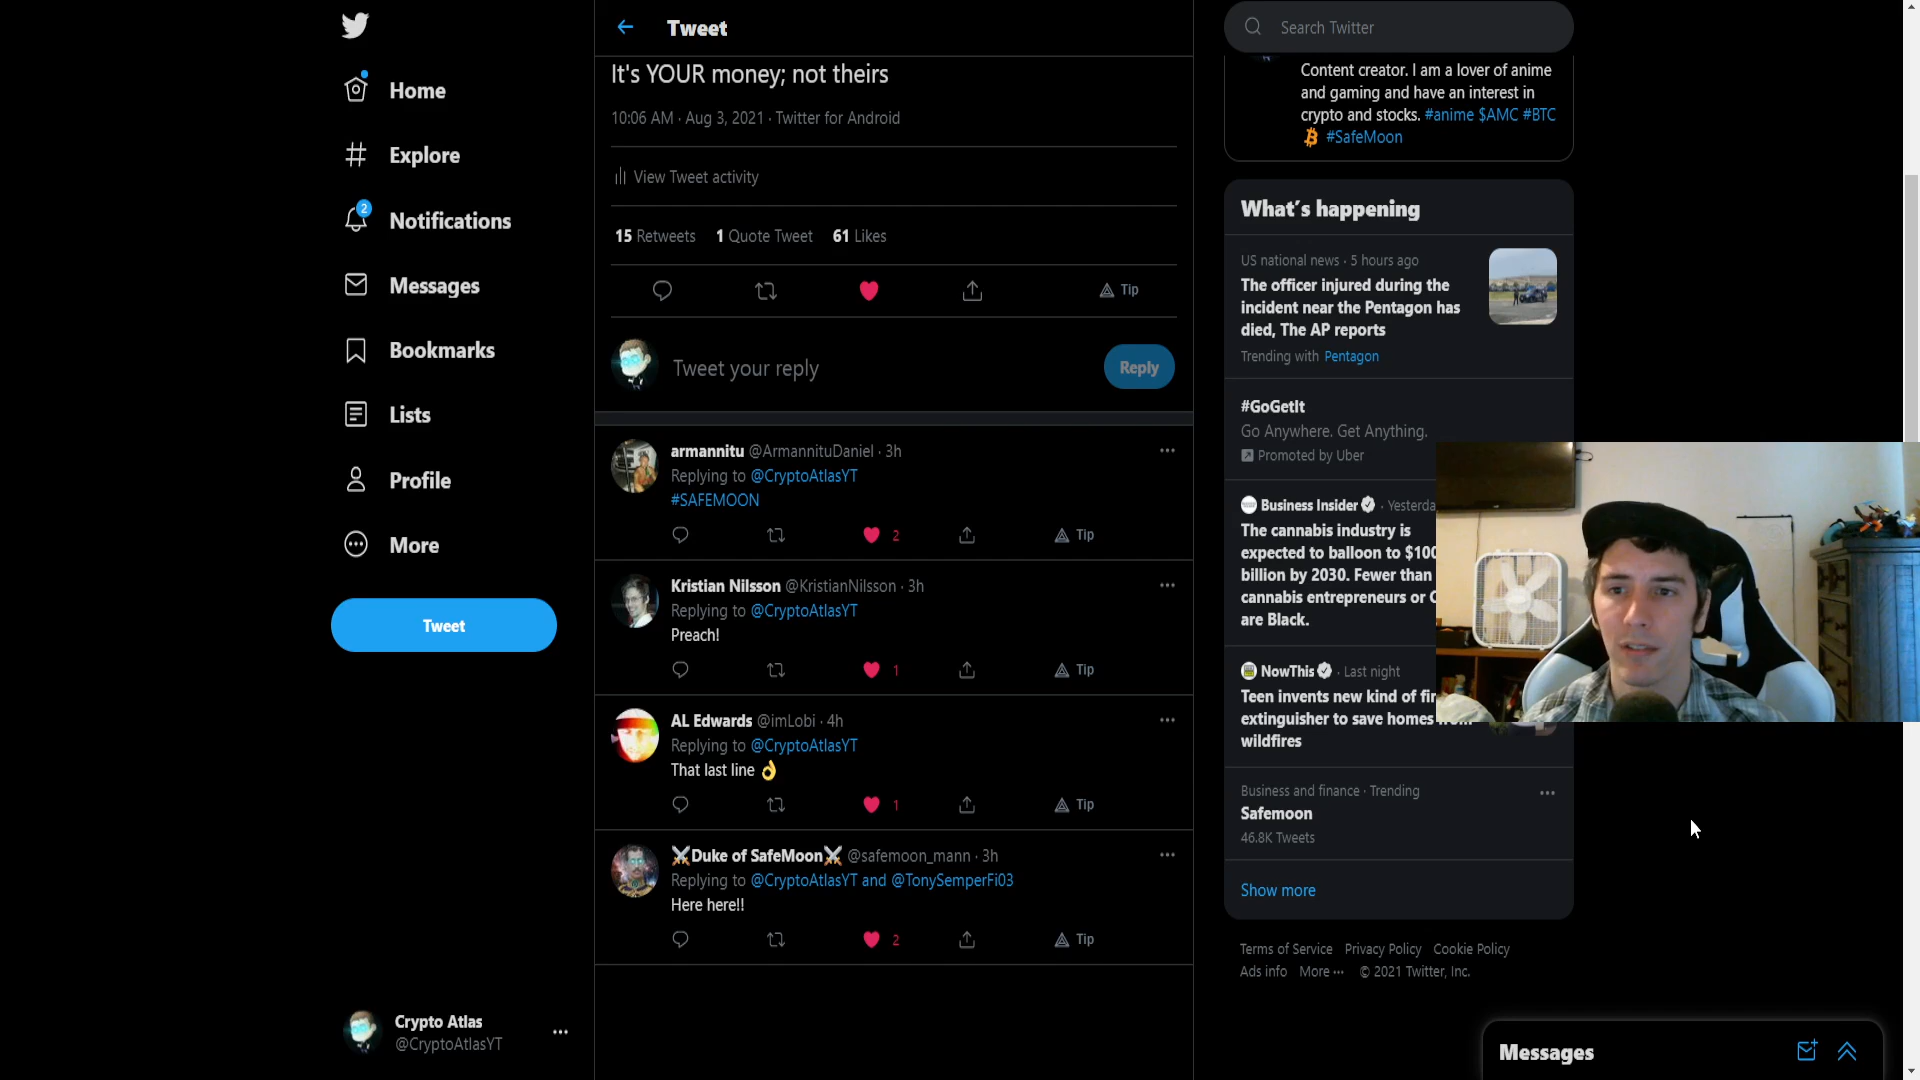 Home
Explore
2
Notifications
Messages
Bookmarks
Lists
Profile
More
Tweet
Crypto Atlas
@CryptoAtlasYT
Tweet
It's YOUR money; not theirs
10:06 AM · Aug 3, 2021 · Twitter for Android
View Tweet activity
15 Retweets 1 Quote Tweet 61 Likes
Tip
Tweet your reply
Reply
armannitu @ArmannituDaniel · 3h
Replying to @CryptoAtlasYT
#SAFEMOON
2 Tip
Kristian Nilsson @KristianNilsson · 3h
Replying to @CryptoAtlasYT
Preach!
1 Tip
AL Edwards @imLobi · 4h
Replying to @CryptoAtlasYT
That last line 👌
1 Tip
⚔Duke of SafeMoon⚔ @safemoon_mann · 3h
Replying to @CryptoAtlasYT and @TonySemperFi03
Here here!!
2 Tip
Search Twitter
Content creator. I am a lover of anime
and gaming and have an interest in
crypto and stocks. #anime $AMC #BTC
#SafeMoon
What's happening
US national news · 5 hours ago
The officer injured during the
incident near the Pentagon has
died, The AP reports
Trending with Pentagon
#GoGetIt
Go Anywhere. Get Anything.
Promoted by Uber
Business Insider · Yesterda
The cannabis industry is
expected to balloon to $100
billion by 2030. Fewer than
cannabis entrepreneurs or
are Black.
NowThis · Last night
Teen invents new kind of
extinguisher to save homes
wildfires
Business and finance · Trending
Safemoon
46.8K Tweets
Show more
Terms of Service Privacy Policy Cookie Policy
Ads info More ··· © 2021 Twitter, Inc.
Messages